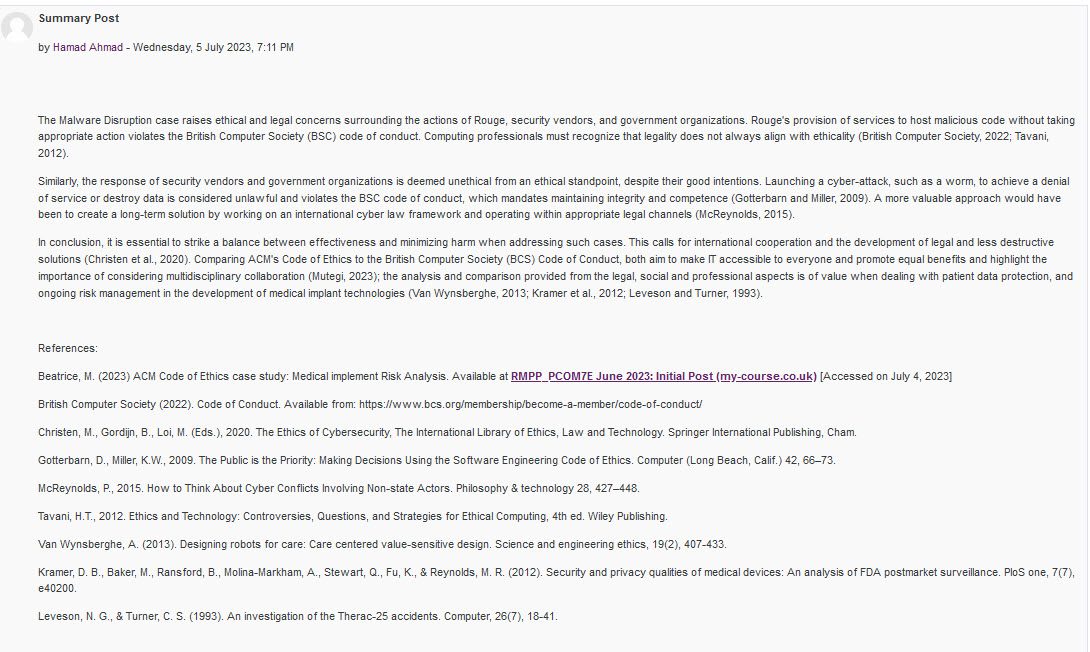 Summary Post
by Hamad Ahmad - Wednesday, 5 July 2023, 7:11 PM
The Malware Disruption case raises ethical and legal concerns surrounding the actions of Rouge, security vendors, and government organizations. Rouge's provision of services to host malicious code without taking
appropriate action violates the British Computer Society (BSC) code of conduct. Computing professionals must recognize that legality does not always align with ethicality (British Computer Society, 2022; Tavani,
2012).
Similarly, the response of security vendors and government organizations is deemed unethical from an ethical standpoint, despite their good intentions. Launching a cyber-attack, such as a worm, to achieve a denial
of service or destroy data is considered unlawful and violates the BSC code of conduct, which mandates maintaining integrity and competence (Gotterbarn and Miller, 2009). A more valuable approach would have
been to create a long-term solution by working on an international cyber law framework and operating within appropriate legal channels (McReynolds, 2015).
In conclusion, it is essential to strike a balance between effectiveness and minimizing harm when addressing such cases. This calls for international cooperation and the development of legal and less destructive
solutions (Christen et al., 2020). Comparing ACM's Code of Ethics to the British Computer Society (BCS) Code of Conduct, both aim to make IT accessible to everyone and promote equal benefits and highlight the
importance of considering multidisciplinary collaboration (Mutegi, 2023); the analysis and comparison provided from the legal, social and professional aspects is of value when dealing with patient data protection, and
ongoing risk management in the development of medical implant technologies (Van Wynsberghe, 2013; Kramer et al., 2012; Leveson and Turner, 1993).
References:
Beatrice, M. (2023) ACM Code of Ethics case study: Medical implement Risk Analysis. Available at RMPP_PCOM7E June 2023: Initial Post (my-course.co.uk) [Accessed on July 4, 2023]
British Computer Society (2022). Code of Conduct. Available from: https://www.bcs.org/membership/become-a-member/code-of-conduct/
Christen, M., Gordijn, B., Loi, M. (Eds.), 2020. The Ethics of Cybersecurity, The International Library of Ethics, Law and Technology. Springer International Publishing, Cham.
Gotterbarn, D., Miller, K.W., 2009. The Public is the Priority: Making Decisions Using the Software Engineering Code of Ethics. Computer (Long Beach, Calif.) 42, 66–73.
McReynolds, P., 2015. How to Think About Cyber Conflicts Involving Non-state Actors. Philosophy & technology 28, 427–448.
Tavani, H.T., 2012. Ethics and Technology: Controversies, Questions, and Strategies for Ethical Computing, 4th ed. Wiley Publishing.
Van Wynsberghe, A. (2013). Designing robots for care: Care centered value-sensitive design. Science and engineering ethics, 19(2), 407-433.
Kramer, D. B., Baker, M., Ransford, B., Molina-Markham, A., Stewart, Q., Fu, K., & Reynolds, M. R. (2012). Security and privacy qualities of medical devices: An analysis of FDA postmarket surveillance. PloS one, 7(7),
e40200.
Leveson, N. G., & Turner, C. S. (1993). An investigation of the Therac-25 accidents. Computer, 26(7), 18-41.